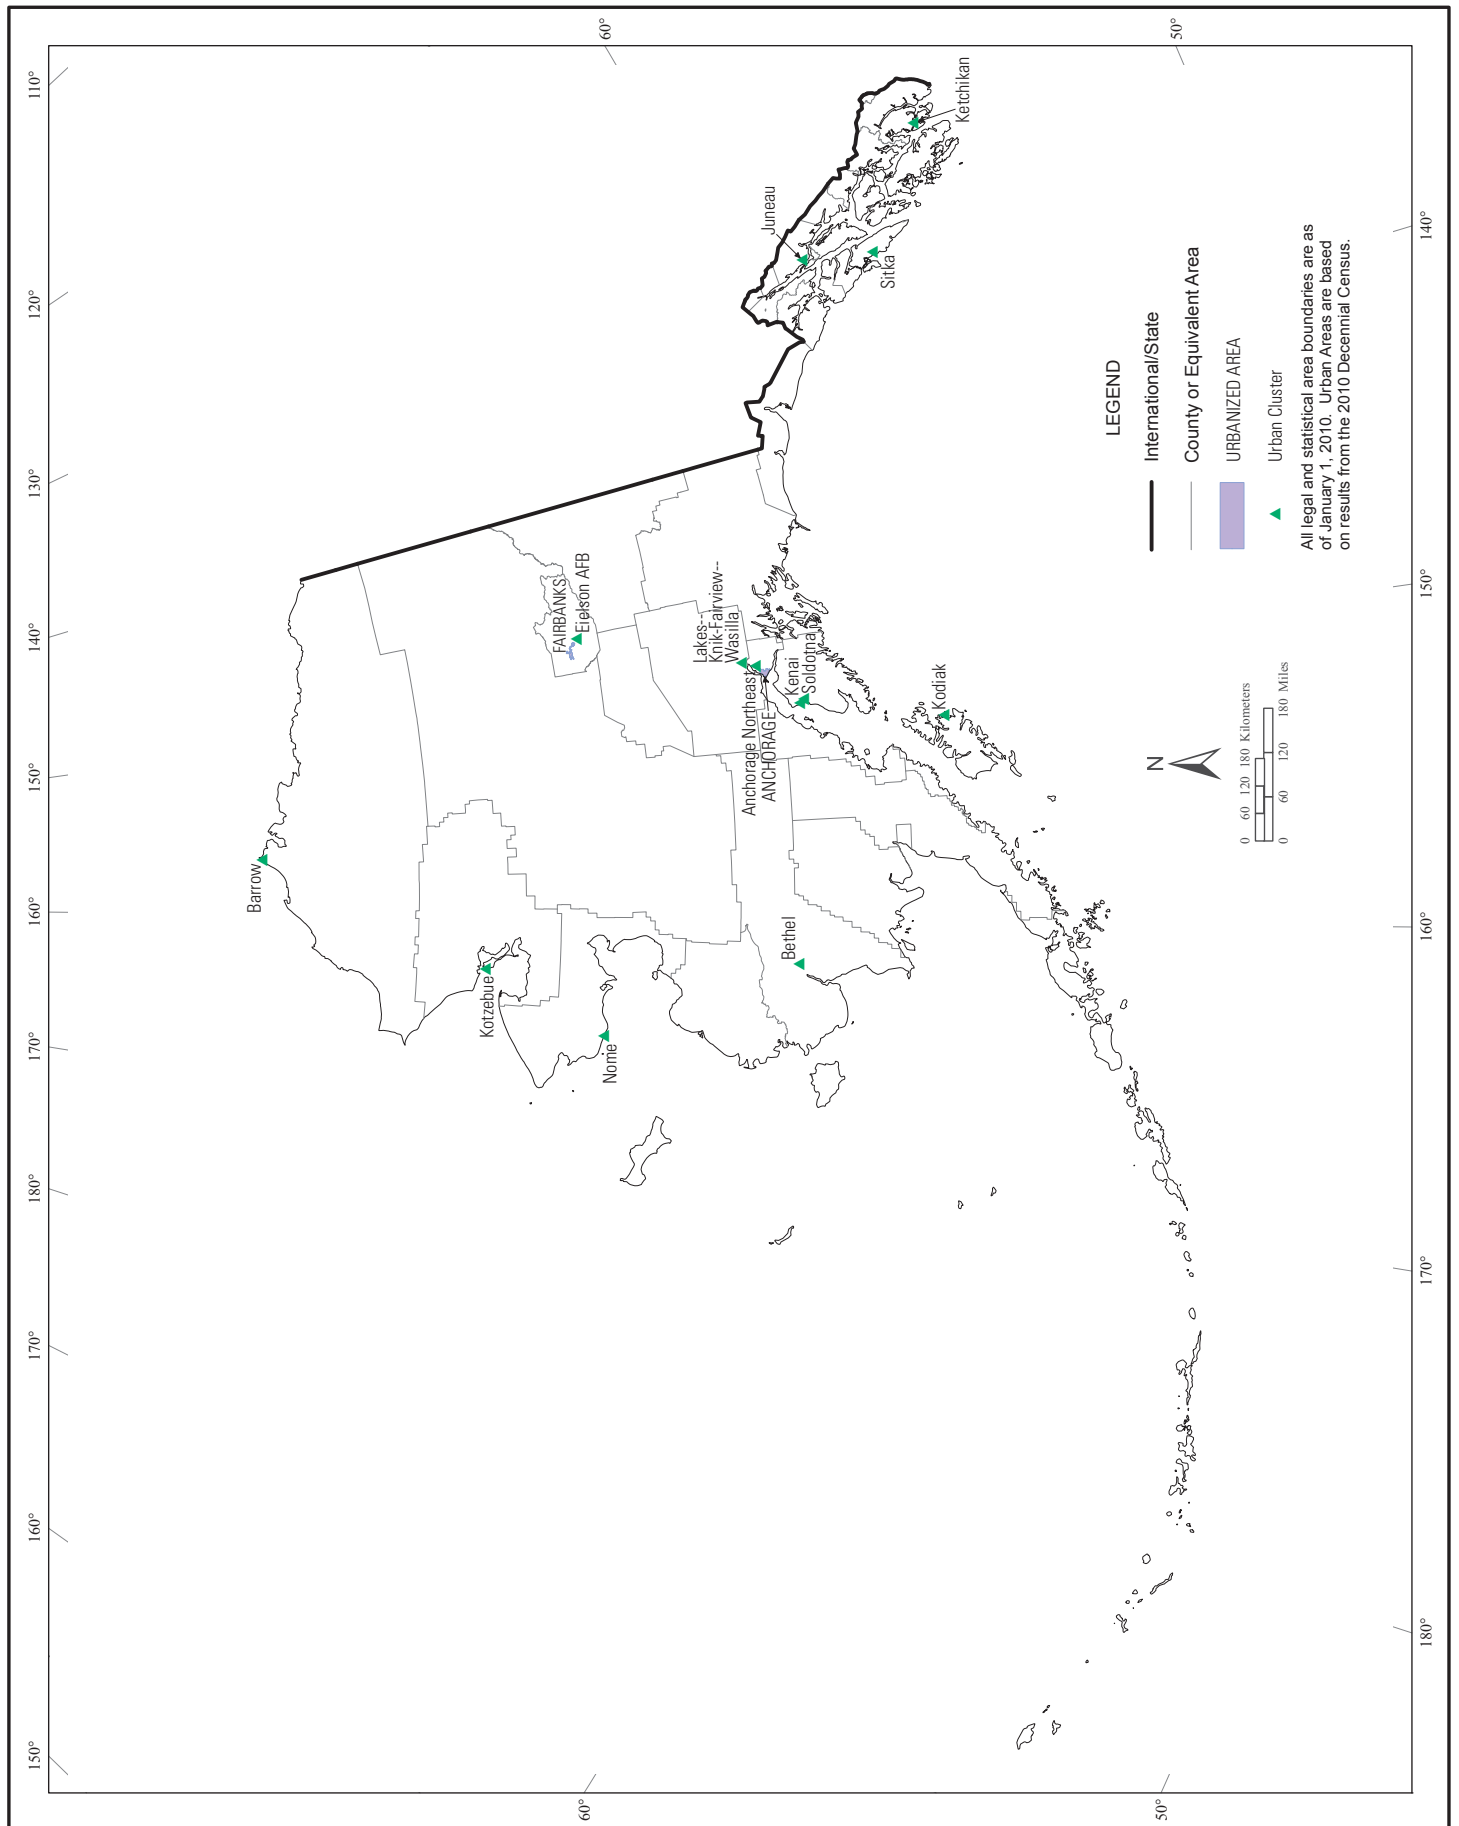 110°
120°
130°
140°
150°
160°
170°
180°
170°
160°
150°
60°
50°
60°
50°
140°
150°
160°
170°
180°
Barrow
Kotzebue
Nome
FAIRBANKS
Eielson AFB
Lakes--
Knik-Fairview--
Wasilla
Anchorage Northeast
ANCHORAGE
Kenai
Soldotna
Bethel
Kodiak
Juneau
Sitka
Ketchikan
LEGEND
International/State
County or Equivalent Area
URBANIZED AREA
Urban Cluster
All legal and statistical area boundaries are as
of January 1, 2010. Urban Areas are based
on results from the 2010 Decennial Census.
N
0 60 120 180 Kilometers
0 60 120 180 Miles